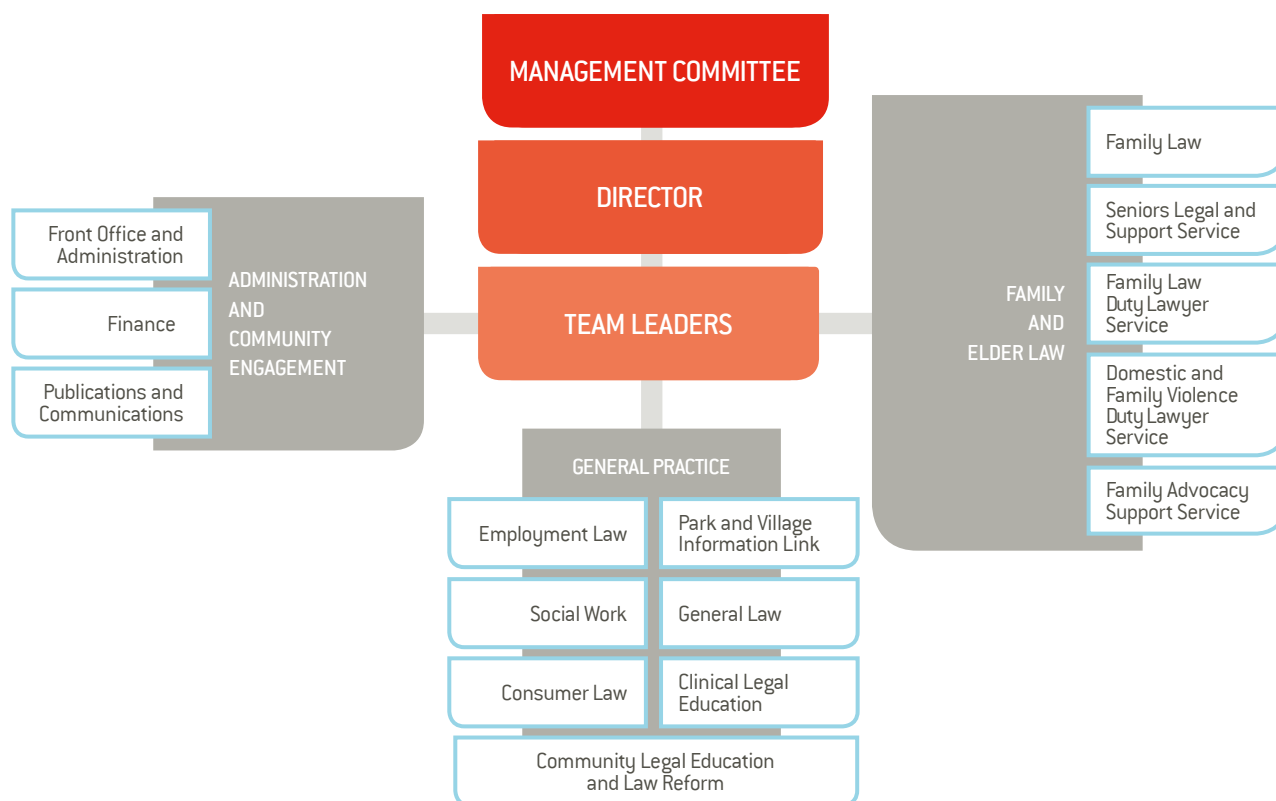 MANAGEMENT COMMITTEE
DIRECTOR
TEAM LEADERS
Front Office and
Administration
Finance
Publications and
Communications
ADMINISTRATION
AND
COMMUNITY
ENGAGEMENT
FAMILY
AND
ELDER LAW
Family Law
Seniors Legal and
Support Service
Family Law
Duty Lawyer
Service
Domestic and
Family Violence
Duty Lawyer
Service
Family Advocacy
Support Service
GENERAL PRACTICE
Employment Law
Park and Village
Information Link
Social Work
General Law
Consumer Law
Clinical Legal
Education
Community Legal Education
and Law Reform